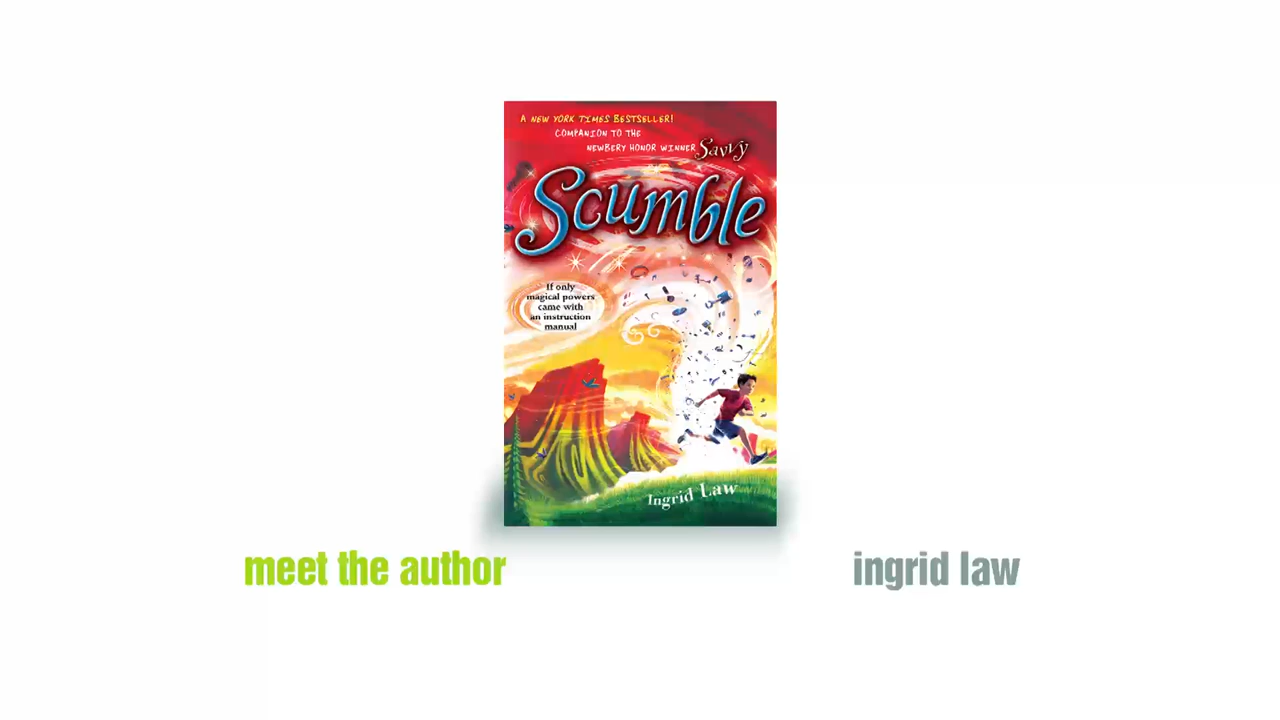 A NEW YORK TIMES BESTSELLER!
COMPANION TO THE
NEWBERY HONOR WINNER Savvy
Scumble
If only
magical powers
came with
an instruction
manual
Ingrid Law
meet the author
ingrid law